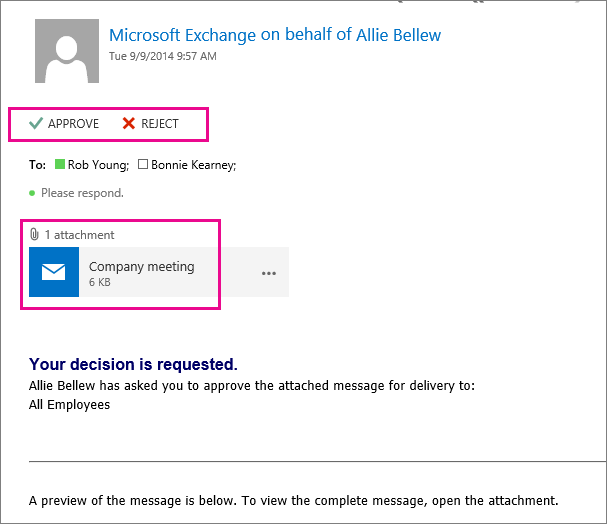 Microsoft Exchange on behalf of Allie Bellew
Tue 9/9/2014 9:57 AM
APPROVE REJECT
To: Rob Young; Bonnie Kearney;
Please respond.
1 attachment
Company meeting
6 KB
Your decision is requested.
Allie Bellew has asked you to approve the attached message for delivery to:
All Employees
A preview of the message is below. To view the complete message, open the attachment.